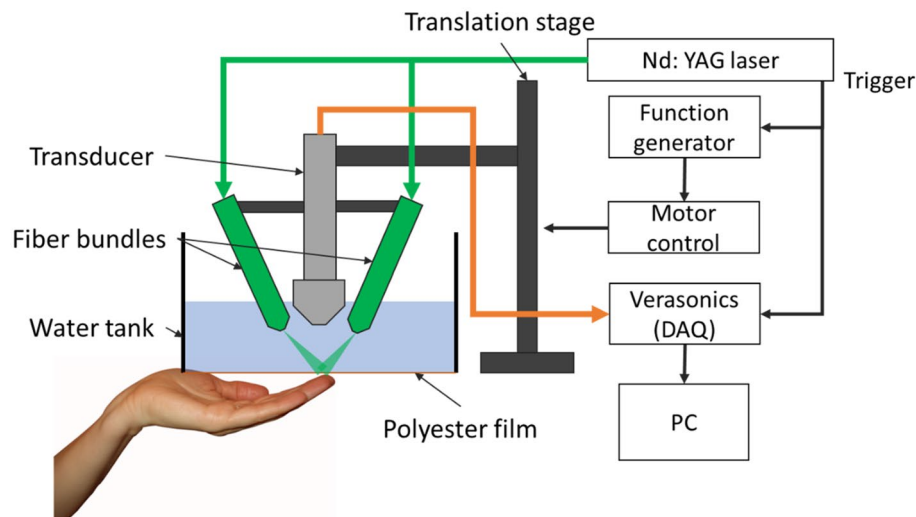 Translation stage
Nd: YAG laser
Trigger
Function
generator
Transducer
Motor
control
Fiber bundles
Verasonics
(DAQ)
Water tank
Polyester film
PC